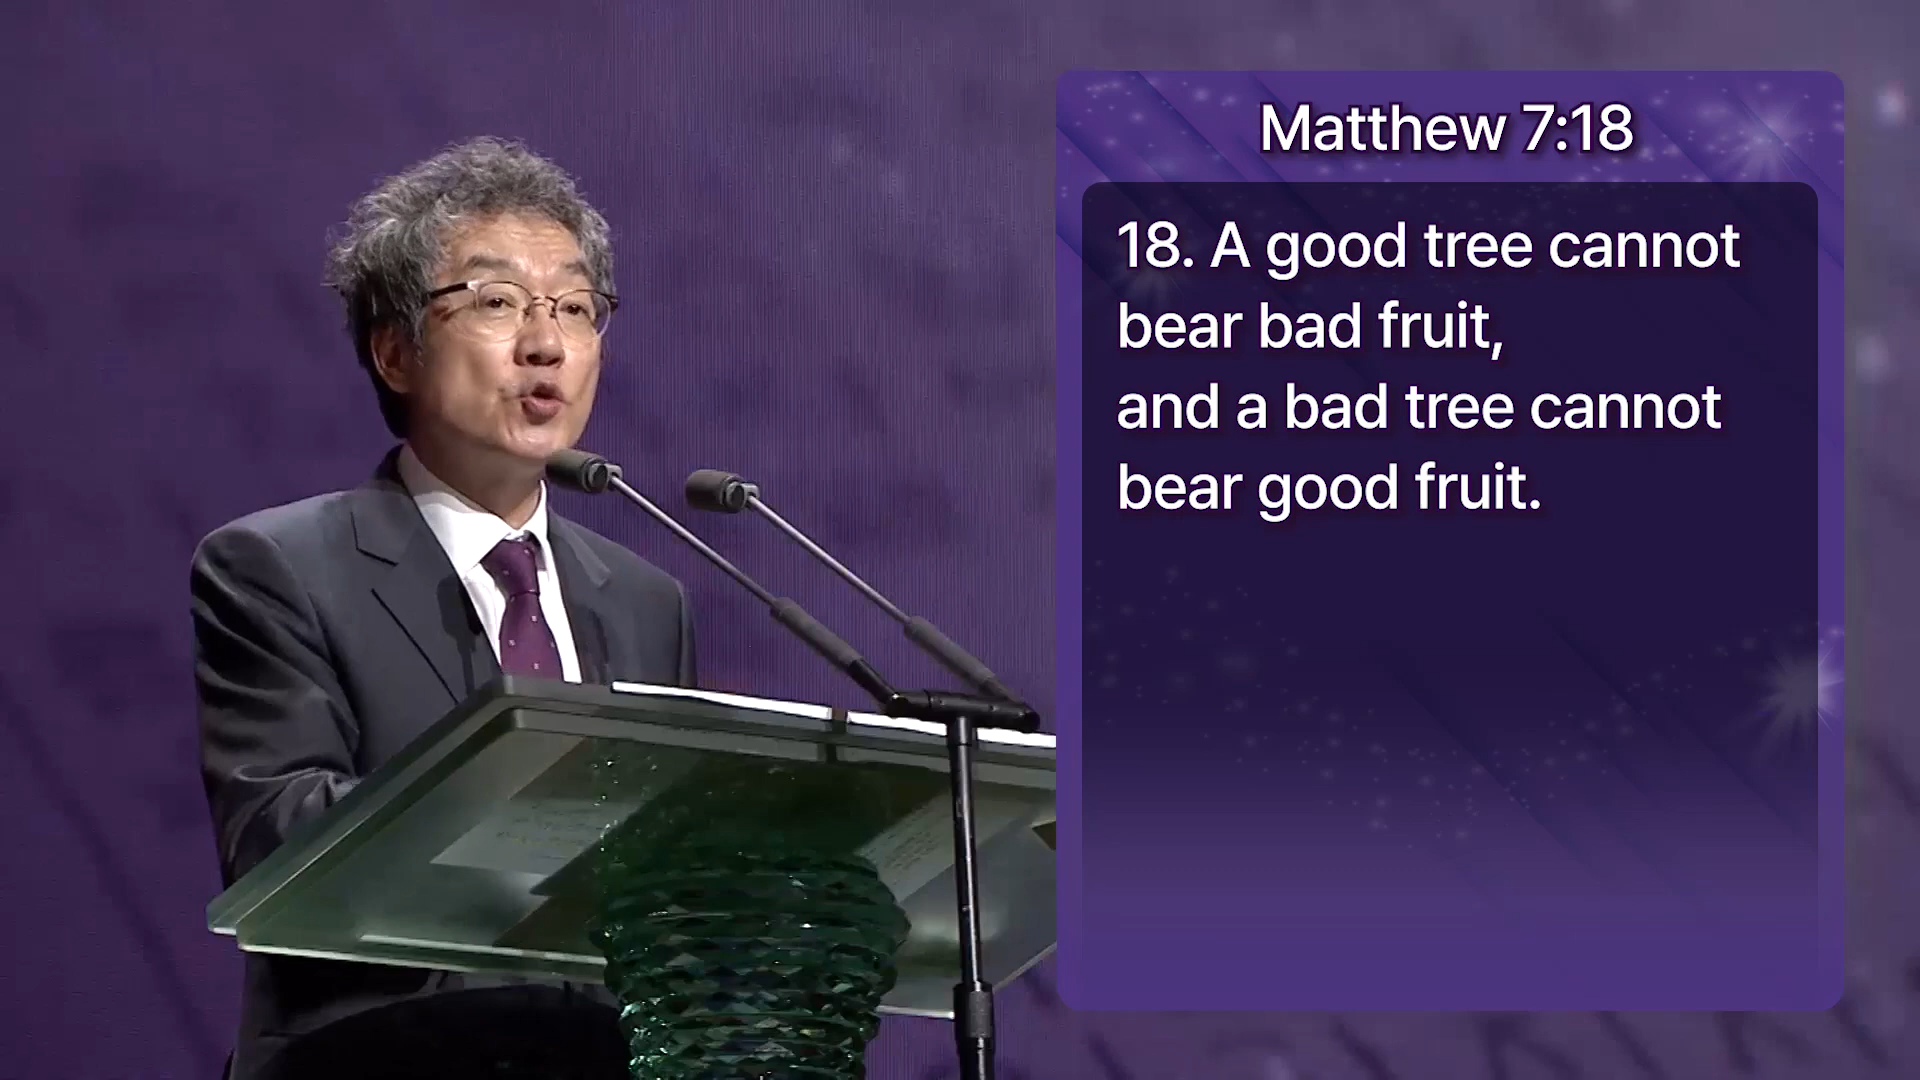 Matthew 7:18
18. A good tree cannot
bear bad fruit,
and a bad tree cannot
bear good fruit.